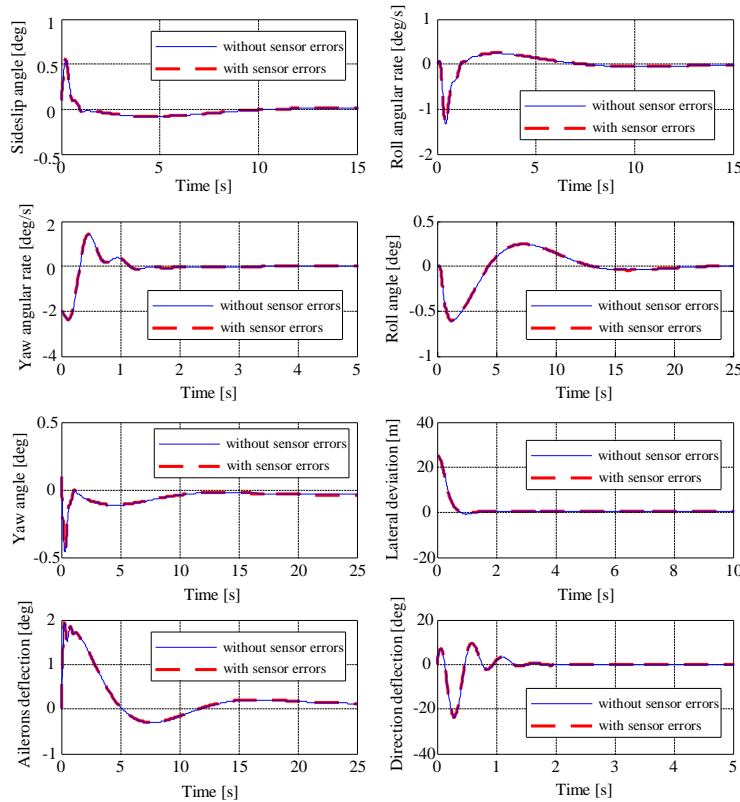 Sideslip angle [deg]
1
0.5
0
-0.5
without sensor errors
with sensor errors
0 5 10 15
Time [s]
Roll angular rate [deg/s]
1
0
-1
-2
without sensor errors
with sensor errors
0 5 10 15
Time [s]
Yaw angular rate [deg/s]
2
0
-2
-4
without sensor errors
with sensor errors
0 1 2 3 4 5
Time [s]
Roll angle [deg]
0.5
0
-0.5
-1
without sensor errors
with sensor errors
0 5 10 15 20 25
Time [s]
Yaw angle [deg]
0.5
0
-0.5
without sensor errors
with sensor errors
0 5 10 15 20 25
Time [s]
Lateral deviation [m]
40
20
0
-20
without sensor errors
with sensor errors
0 2 4 6 8 10
Time [s]
Ailerons deflection [deg]
2
1
0
-1
without sensor errors
with sensor errors
0 5 10 15 20 25
Time [s]
Direction deflection [deg]
20
0
-20
-40
without sensor errors
with sensor errors
0 1 2 3 4 5
Time [s]